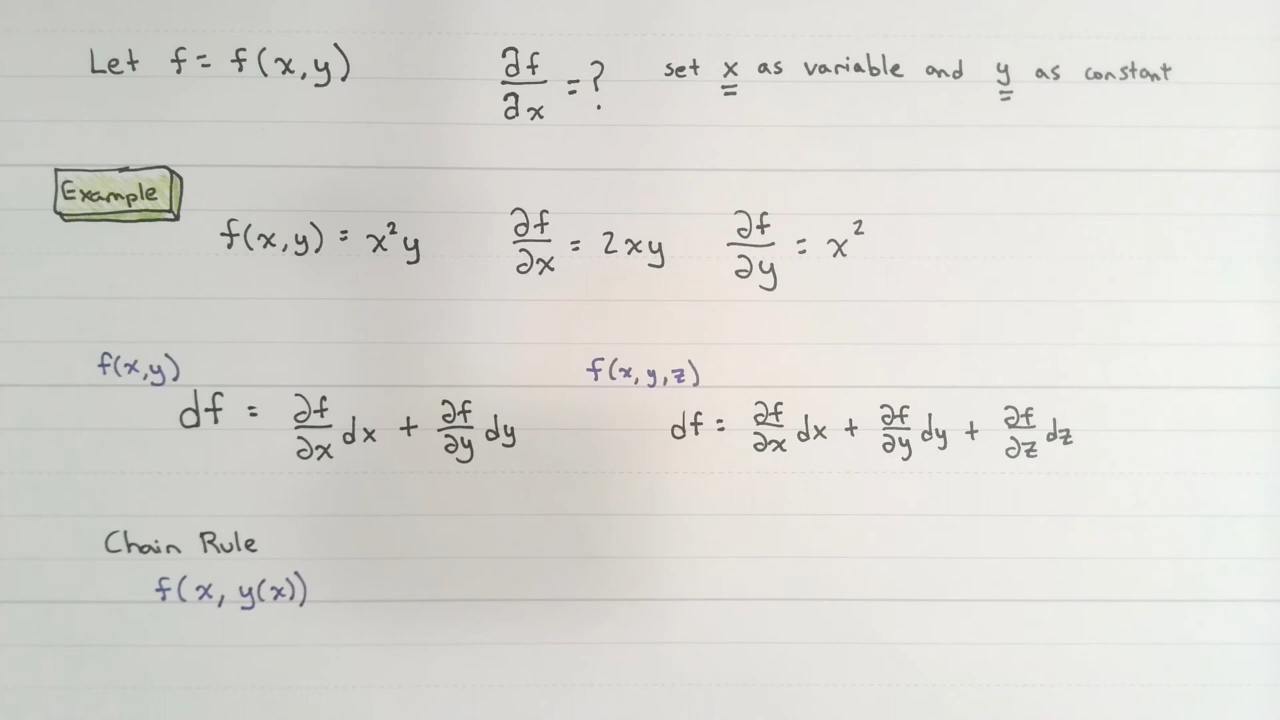 Let f = f(x,y) ∂f/∂x = ? set x as variable and y as constant
Example
f(x,y) = x²y ∂f/∂x = 2xy ∂f/∂y = x²
f(x,y) f(x,y,z)
df = ∂f/∂x dx + ∂f/∂y dy df = ∂f/∂x dx + ∂f/∂y dy + ∂f/∂z dz
Chain Rule
f(x, y(x))